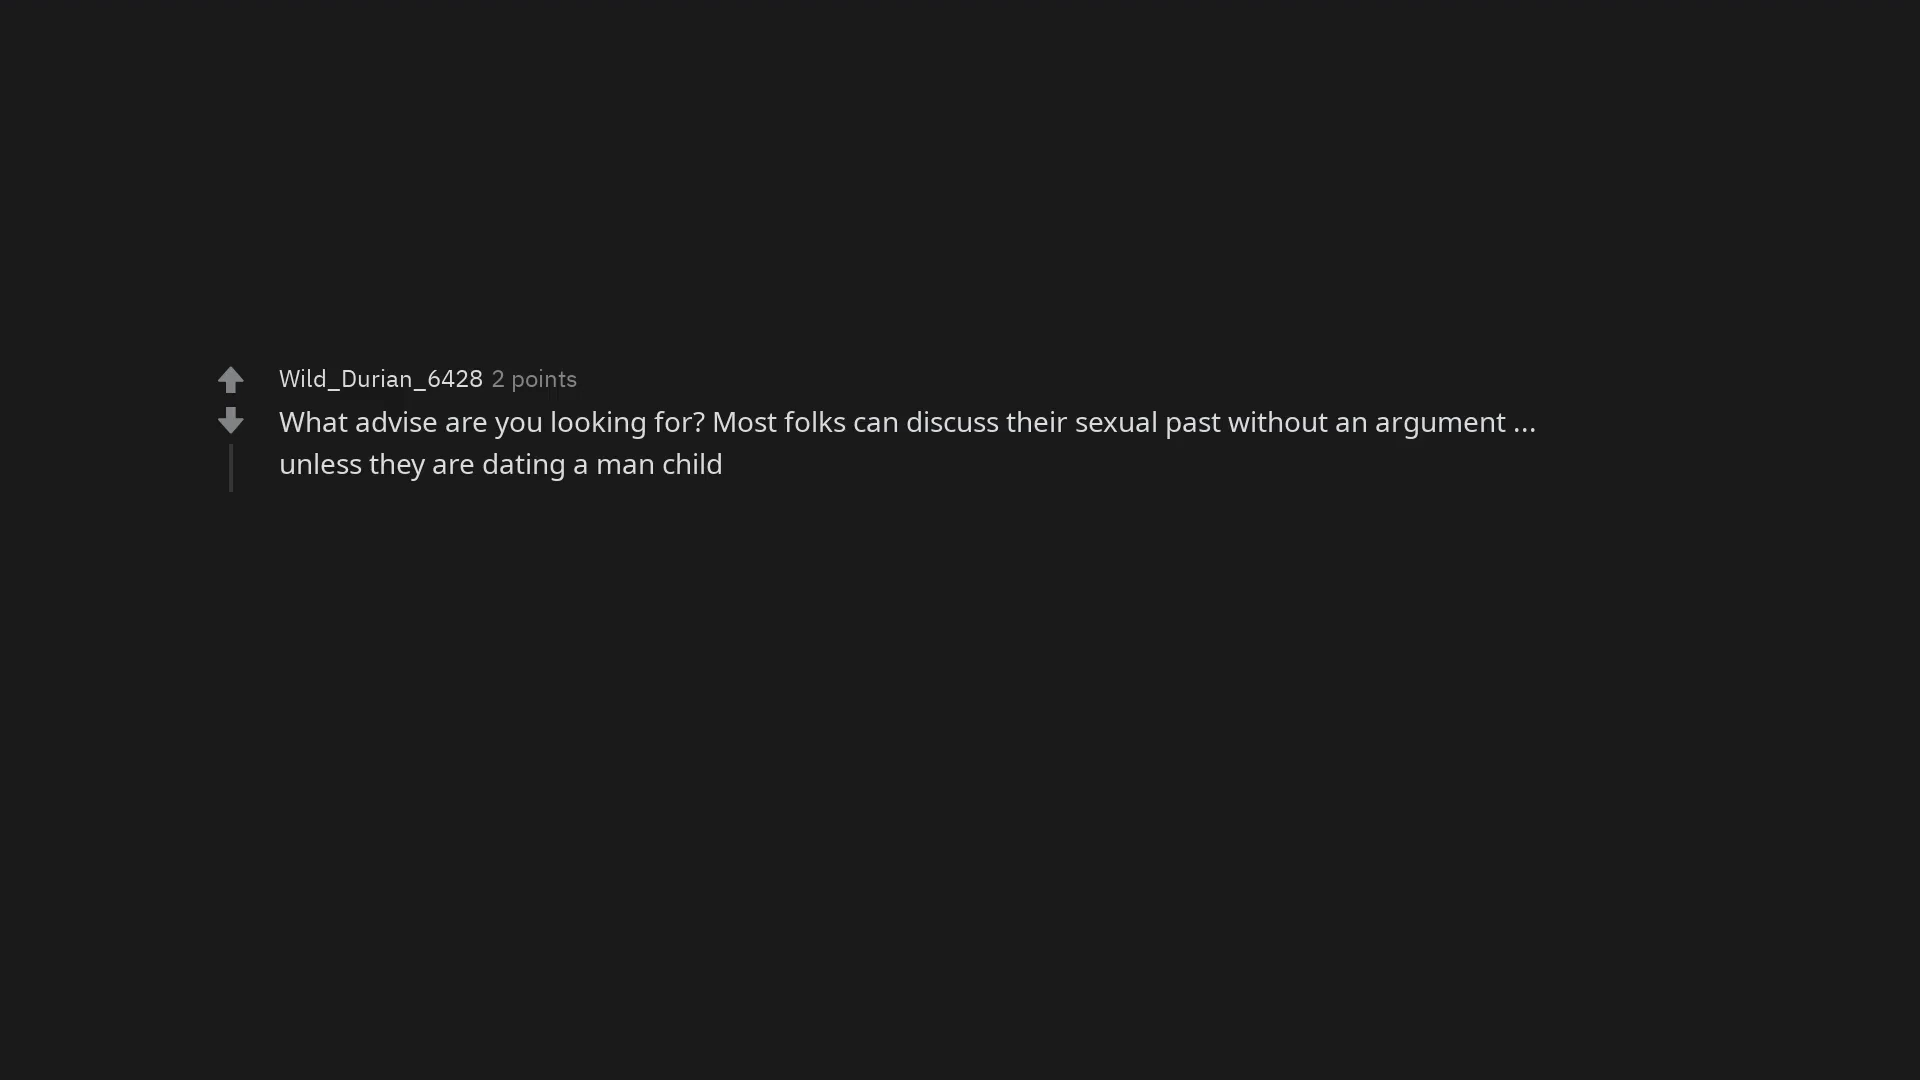 Wild_Durian_6428 2 points
What advise are you looking for? Most folks can discuss their sexual past without an argument ...
unless they are dating a man child